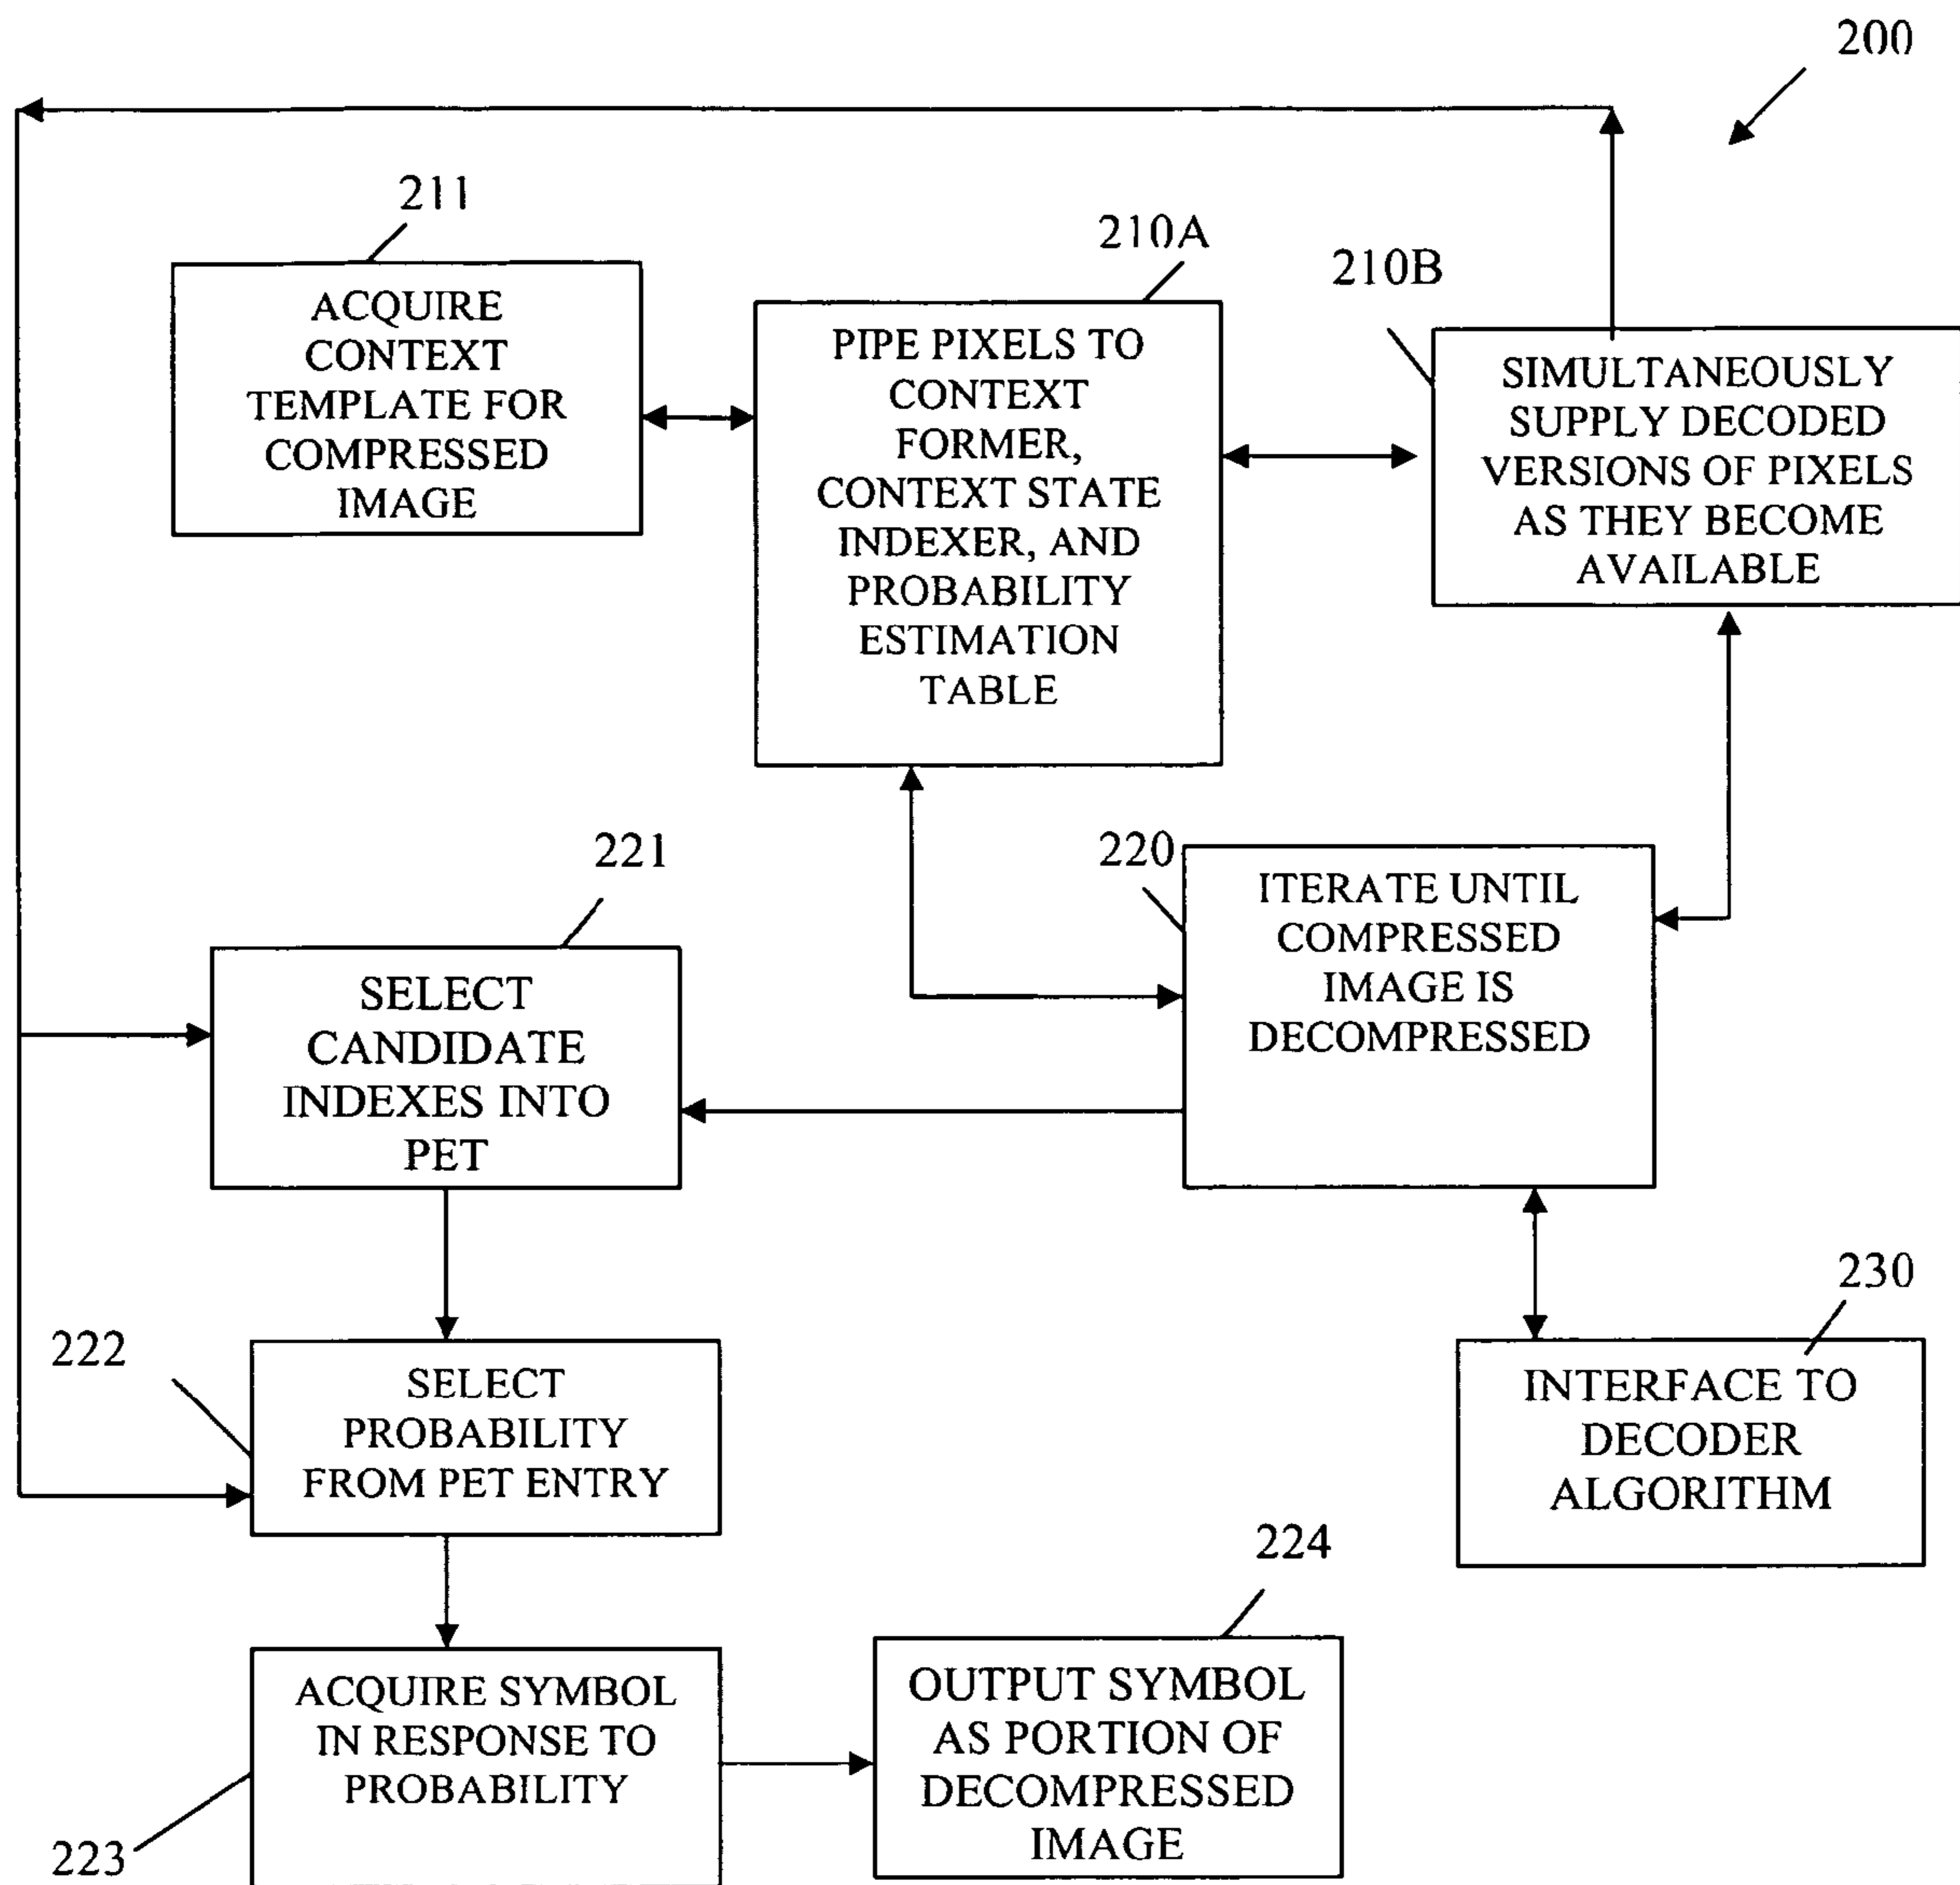 200
211
ACQUIRE
CONTEXT
TEMPLATE FOR
COMPRESSED
IMAGE
210A
PIPE PIXELS TO
CONTEXT
FORMER,
CONTEXT STATE
INDEXER, AND
PROBABILITY
ESTIMATION
TABLE
210B
SIMULTANEOUSLY
SUPPLY DECODED
VERSIONS OF PIXELS
AS THEY BECOME
AVAILABLE
221
SELECT
CANDIDATE
INDEXES INTO
PET
220
ITERATE UNTIL
COMPRESSED
IMAGE IS
DECOMPRESSED
222
SELECT
PROBABILITY
FROM PET ENTRY
230
INTERFACE TO
DECODER
ALGORITHM
223
ACQUIRE SYMBOL
IN RESPONSE TO
PROBABILITY
224
OUTPUT SYMBOL
AS PORTION OF
DECOMPRESSED
IMAGE